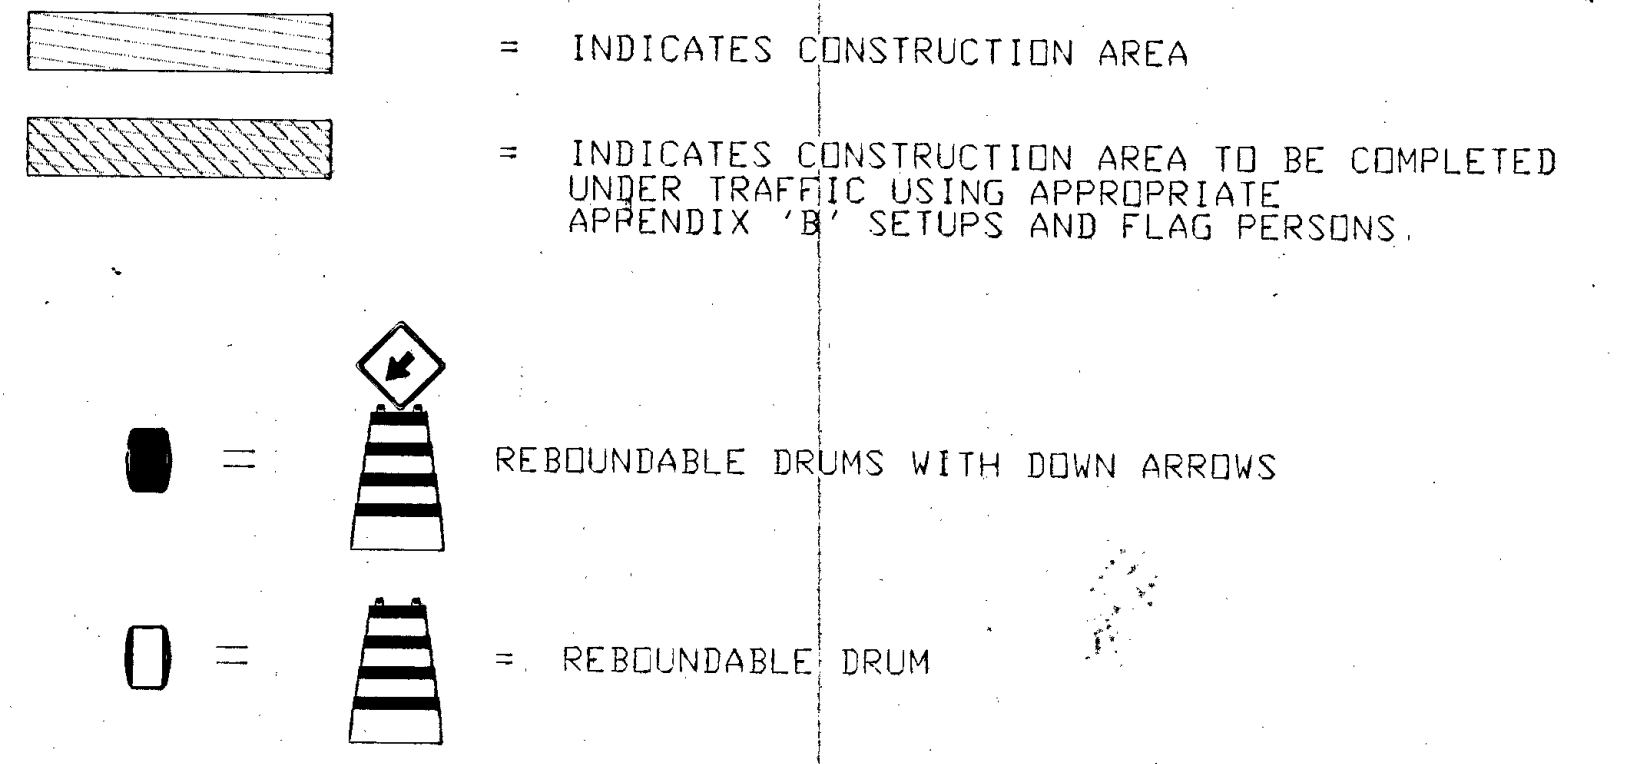 = INDICATES CONSTRUCTION AREA
= INDICATES CONSTRUCTION AREA TO BE COMPLETED
UNDER TRAFFIC USING APPROPRIATE
APPENDIX 'B' SETUPS AND FLAG PERSONS.
= REBOUNDABLE DRUMS WITH DOWN ARROWS
= = REBOUNDABLE DRUM